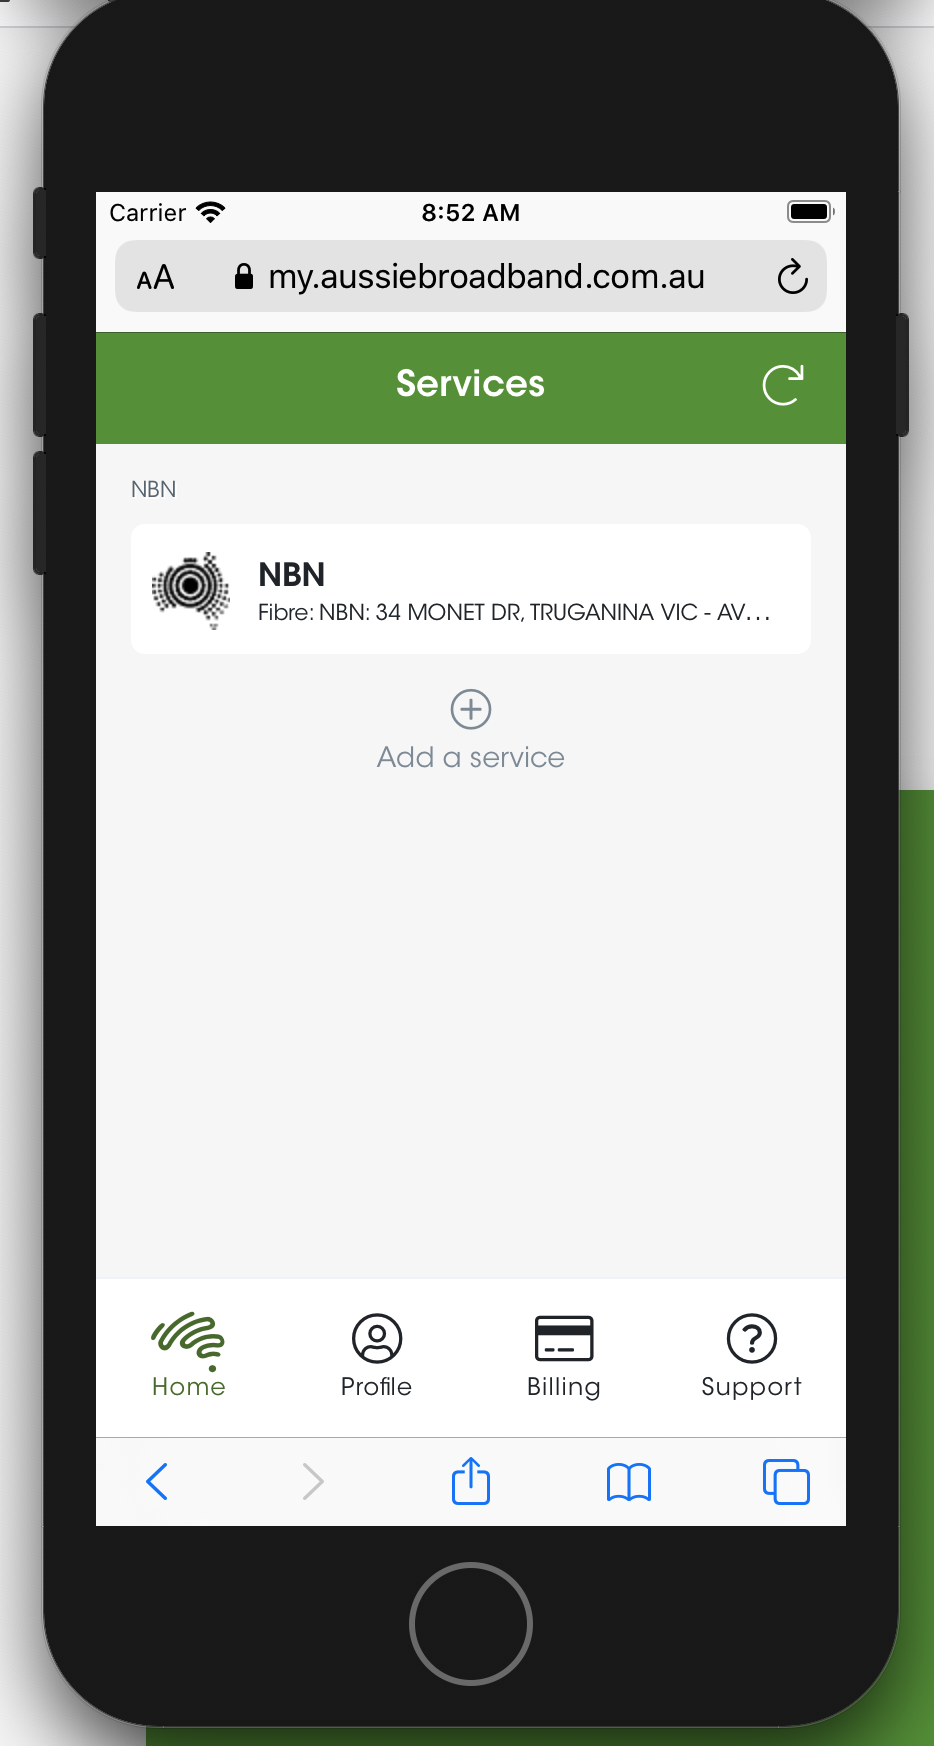 Carrier 8:52 AM
AA my.aussiebroadband.com.au
Services
NBN
NBN
Fibre: NBN: 34 MONET DR, TRUGANINA VIC - AV...
Add a service
Home Profile Billing Support